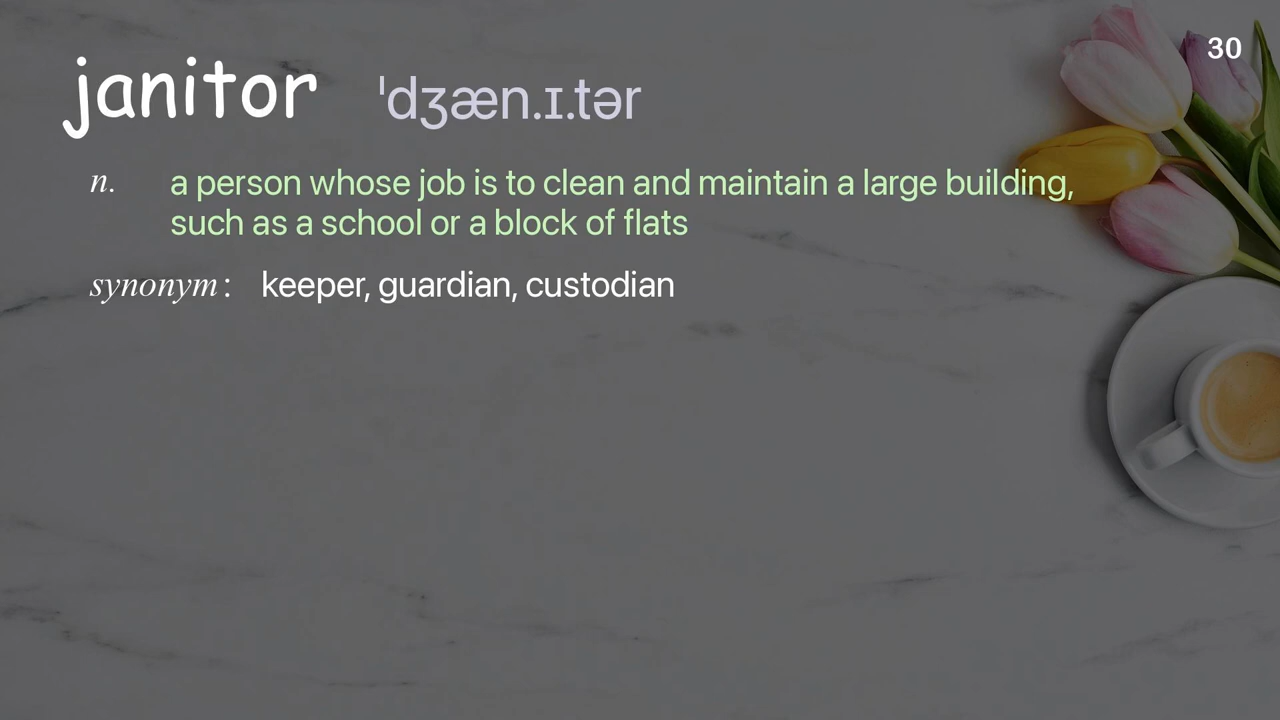 30
janitor ˈdʒæn.ɪ.tər
n. a person whose job is to clean and maintain a large building,
such as a school or a block of flats
synonym: keeper, guardian, custodian